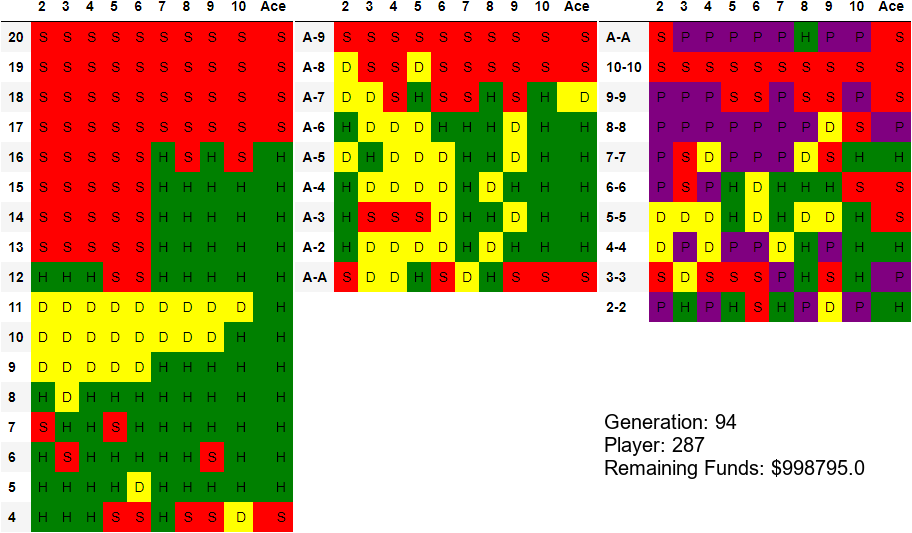 2 3 4 5 6 7 8 9 10 Ace
20 S S S S S S S S S S
19 S S S S S S S S S S
18 S S S S S S S S S S
17 S S S S S S S S S S
16 S S S S S H S H S H
15 S S S S S H H H H H
14 S S S S S H H H H H
13 S S S S S H H H H H
12 H H H S S H H H H H
11 D D D D D D D D D H
10 D D D D D D D D H H
9 D D D D D H H H H H
8 H D H H H H H H H H
7 S H H S H H H H H H
6 H S H H H H H S H H
5 H H H H D H H H H H
4 H H H S S H S S D S
2 3 4 5 6 7 8 9 10 Ace
A-9 S S S S S S S S S S
A-8 D S S D S S S S S S
A-7 D D S H S S H S H D
A-6 H D D D H H H D H H
A-5 D H D D D H H D H H
A-4 H D D D D H D H H H
A-3 H S S S D H H D H H
A-2 H D D D D H D H H H
A-A S D D H S D H S S S
2 3 4 5 6 7 8 9 10 Ace
A-A S P P P P P H P P S
10-10 S S S S S S S S S S
9-9 P P P S S P S S P S
8-8 P P P P P P P D S P
7-7 P S D P P P D S H H
6-6 P S P H D H H H S S
5-5 D D D H D H D D H S
4-4 D P D P P D H P H H
3-3 S D S S S P H S H P
2-2 P H P H S H P D P H
Generation: 94
Player: 287
Remaining Funds: $998795.0